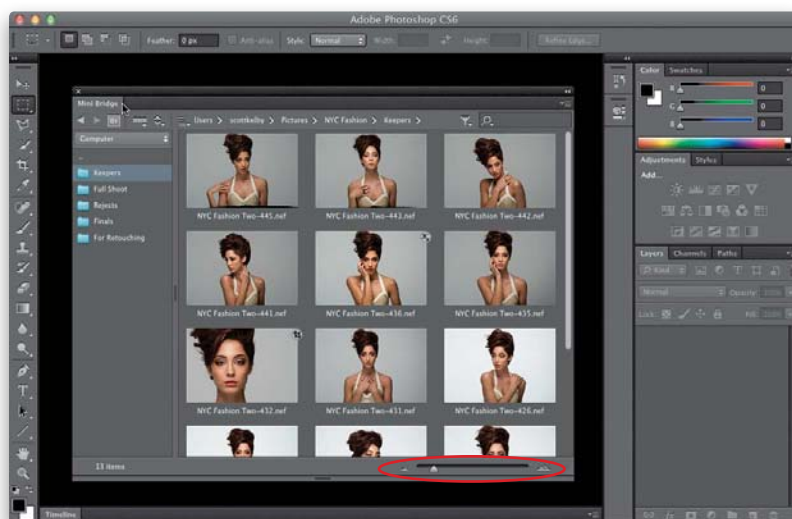 Adobe Photoshop CS6
Feather: 0 px Anti-alias Style: Normal Width: Height: Refine Edge...
Mini Bridge
Users > scottkelby > Pictures > NYC Fashion > Keepers >
Computer
Keepers
Full Shoot
Rejects
Finals
For Retouching
NYC Fashion Two-445.nef
NYC Fashion Two-443.nef
NYC Fashion Two-442.nef
NYC Fashion Two-441.nef
NYC Fashion Two-436.nef
NYC Fashion Two-435.nef
NYC Fashion Two-432.nef
NYC Fashion Two-431.nef
NYC Fashion Two-426.nef
13 items
Timeline
Color Swatches
0
G 0
B 0
Adjustments Styles
Add...
Layers Channels Paths
Kind
Normal Opacity:
Lock: Fill: